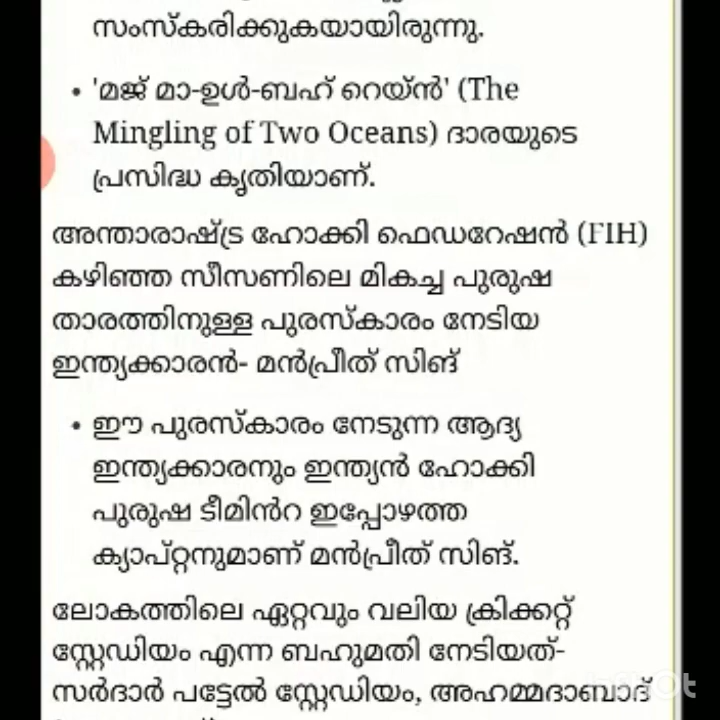 സംസ്കരിക്കുകയായിരുന്നു.
• 'മജ് മാ-ഉൾ-ബഹ് റെയ്ൻ' (The
Mingling of Two Oceans) ദാരയുടെ
പ്രസിദ്ധ കൃതിയാണ്.
അന്താരാഷ്ട്ര ഹോക്കി ഫെഡറേഷൻ (FIH)
കഴിഞ്ഞ സീസണിലെ മികച്ച പുരുഷ
താരത്തിനുള്ള പുരസ്കാരം നേടിയ
ഇന്ത്യക്കാരൻ- മൻപ്രീത് സിങ്
• ഈ പുരസ്കാരം നേടുന്ന ആദ്യ
ഇന്ത്യക്കാരനും ഇന്ത്യൻ ഹോക്കി
പുരുഷ ടീമിൻറ ഇപ്പോഴത്ത
ക്യാപ്റ്റനുമാണ് മൻപ്രീത് സിങ്.
ലോകത്തിലെ ഏറ്റവും വലിയ ക്രിക്കറ്റ്
സ്റ്റേഡിയം എന്ന ബഹുമതി നേടിയത്-
സർദാർ പട്ടേൽ സ്റ്റേഡിയം, അഹമ്മദാബാദ്